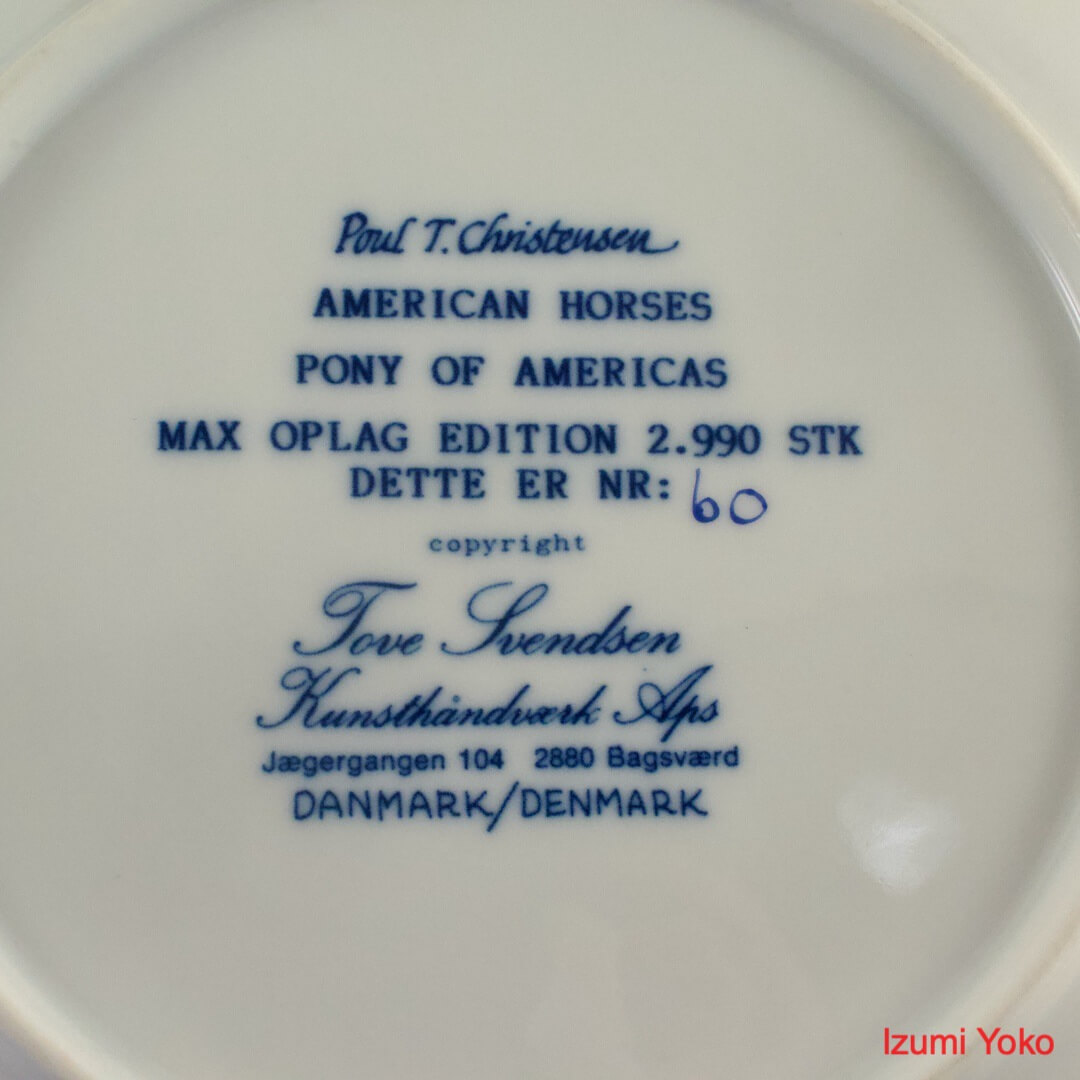 Poul T. Christensen
AMERICAN HORSES
PONY OF AMERICAS
MAX OPLAG EDITION 2.990 STK
DETTE ER NR: 60
copyright
Tove Svendsen
Kunsthåndværk Aps
Jægergangen 104 2880 Bagsværd
DANMARK/DENMARK
Izumi Yoko